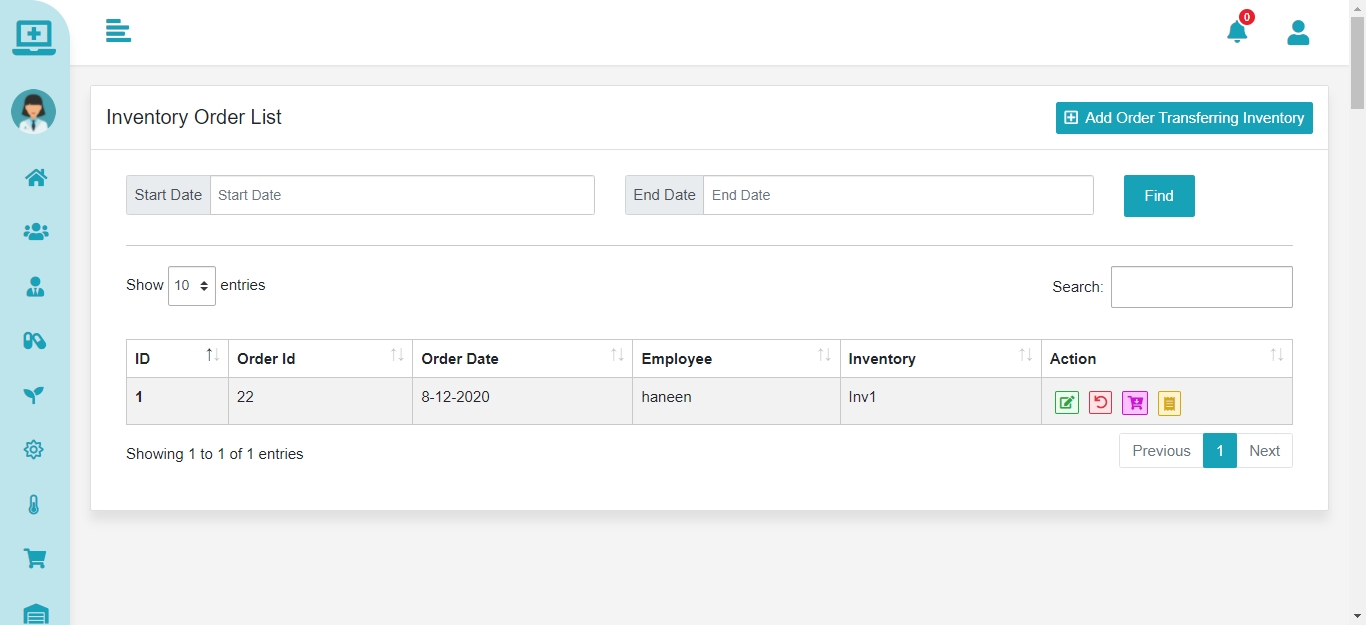 0
Inventory Order List
Add Order Transferring Inventory
Start Date Start Date End Date End Date Find
Show 10 entries Search:
ID Order Id Order Date Employee Inventory Action
1 22 8-12-2020 haneen Inv1
Showing 1 to 1 of 1 entries Previous 1 Next